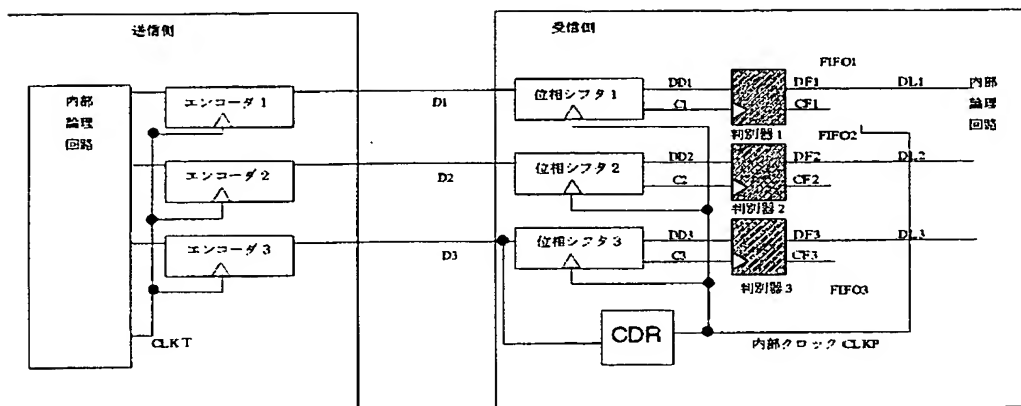 送信側
受信側
内部
論理
回路
エンコーダ 1
D1
位相シフタ 1
DD1
C1
判別器 1
FIFO1
DF1
CF1
DL1
内部
論理
回路
エンコーダ 2
D2
位相シフタ 2
DD2
C2
判別器 2
FIFO2
DF2
CF2
DL2
エンコーダ 3
D3
位相シフタ 3
DD3
C3
判別器 3
FIFO3
DF3
CF3
DL3
CLKT
CDR
内部クロック CLKP